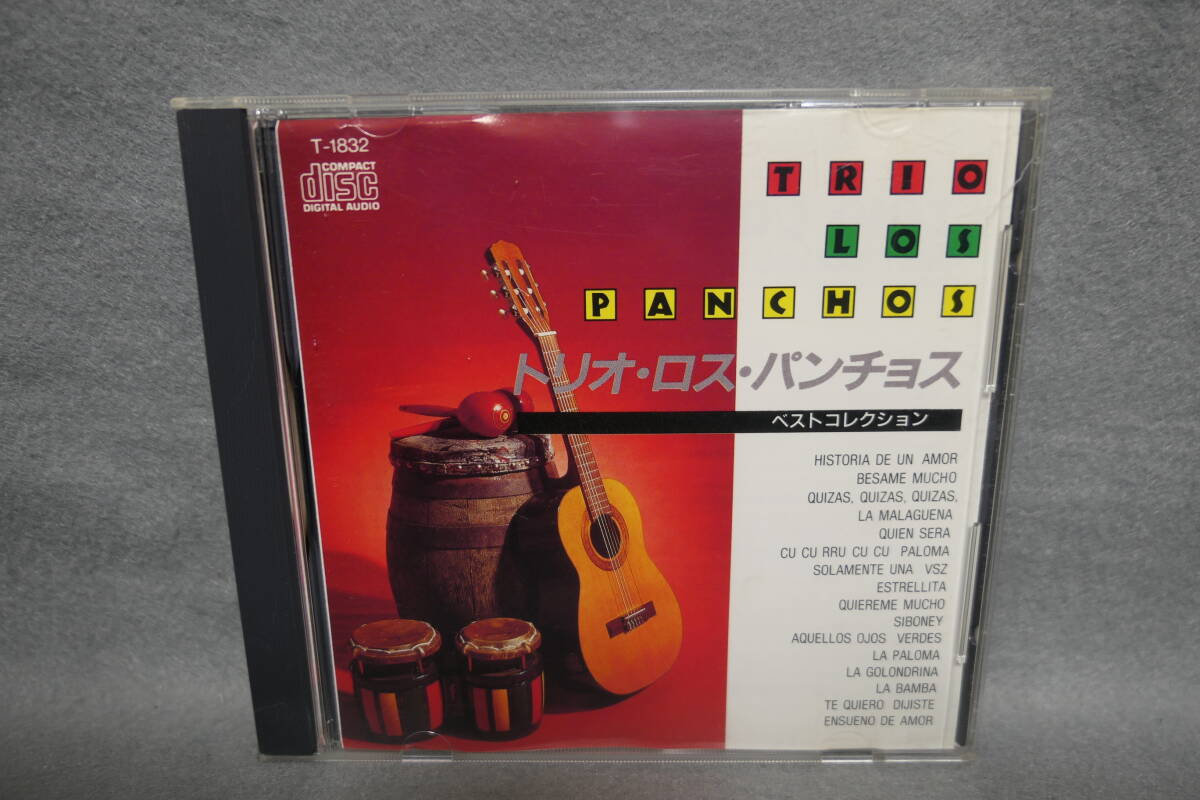 T-1832
COMPACT
disc
DIGITAL AUDIO
TRIO
LOS
PANCHOS
トリオ・ロス・パンチョス
ベストコレクション
HISTORIA DE UN AMOR
BESAME MUCHO
QUIZAS, QUIZAS, QUIZAS,
LA MALAGUENA
QUIEN SERA
CU CU RRU CU CU PALOMA
SOLAMENTE UNA VSZ
ESTRELLITA
QUIEREME MUCHO
SIBONEY
AQUELLOS OJOS VERDES
LA PALOMA
LA GOLONDRINA
LA BAMBA
TE QUIERO DIJISTE
ENSUENO DE AMOR